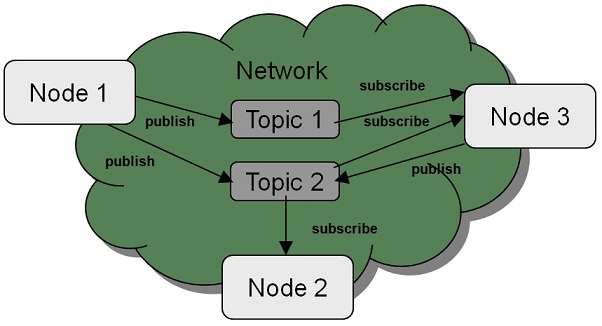 Network
Node 1
subscribe
Topic 1
Node 3
publish
subscribe
publish
Topic 2
publish
subscribe
Node 2